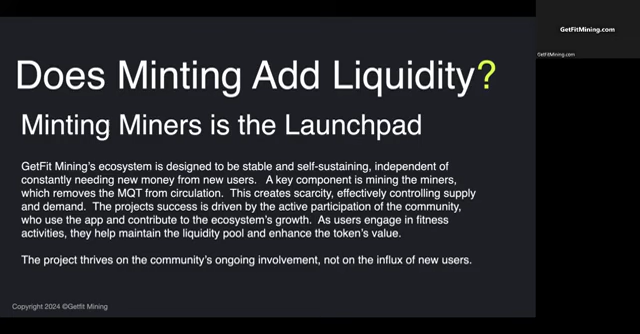 Does Minting Add Liquidity?
Minting Miners is the Launchpad
GetFit Mining's ecosystem is designed to be stable and self-sustaining, independent of
constantly needing new money from new users. A key component is mining the miners,
which removes the MQT from circulation. This creates scarcity, effectively controlling supply
and demand. The projects success is driven by the active participation of the community,
who use the app and contribute to the ecosystem's growth. As users engage in fitness
activities, they help maintain the liquidity pool and enhance the token's value.
The project thrives on the community's ongoing involvement, not on the influx of new users.
Copyright 2024 ©Getfit Mining
GetFitMining.com
GetFitMining.com